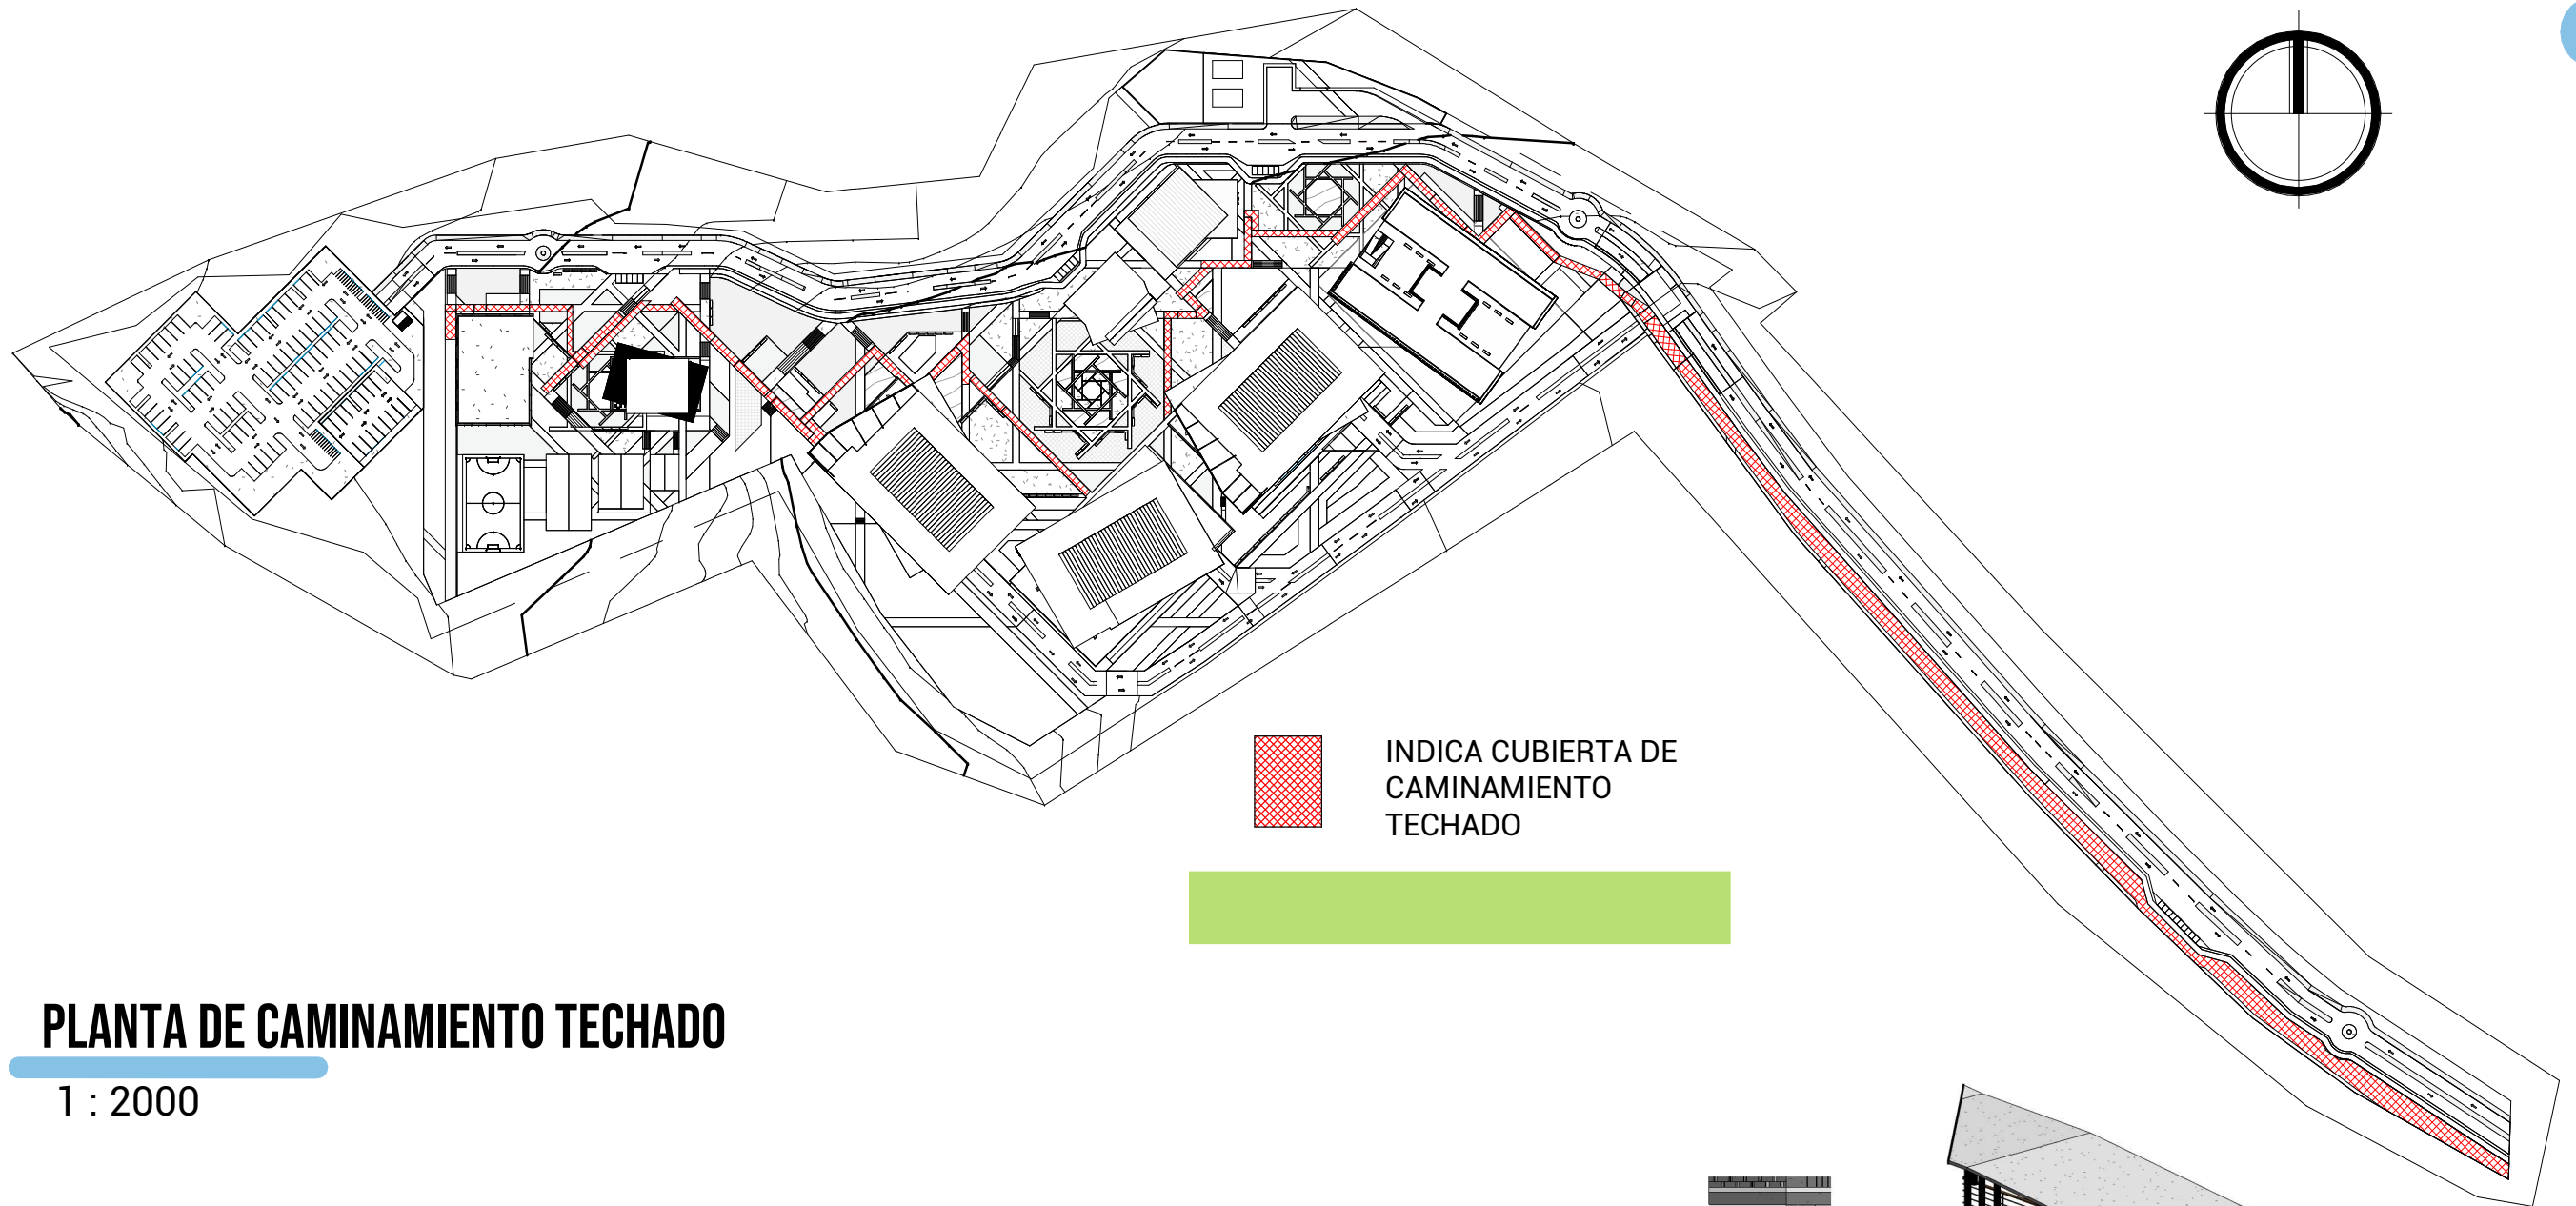 INDICA CUBIERTA DE
CAMINAMIENTO
TECHADO
PLANTA DE CAMINAMIENTO TECHADO
1 : 2000